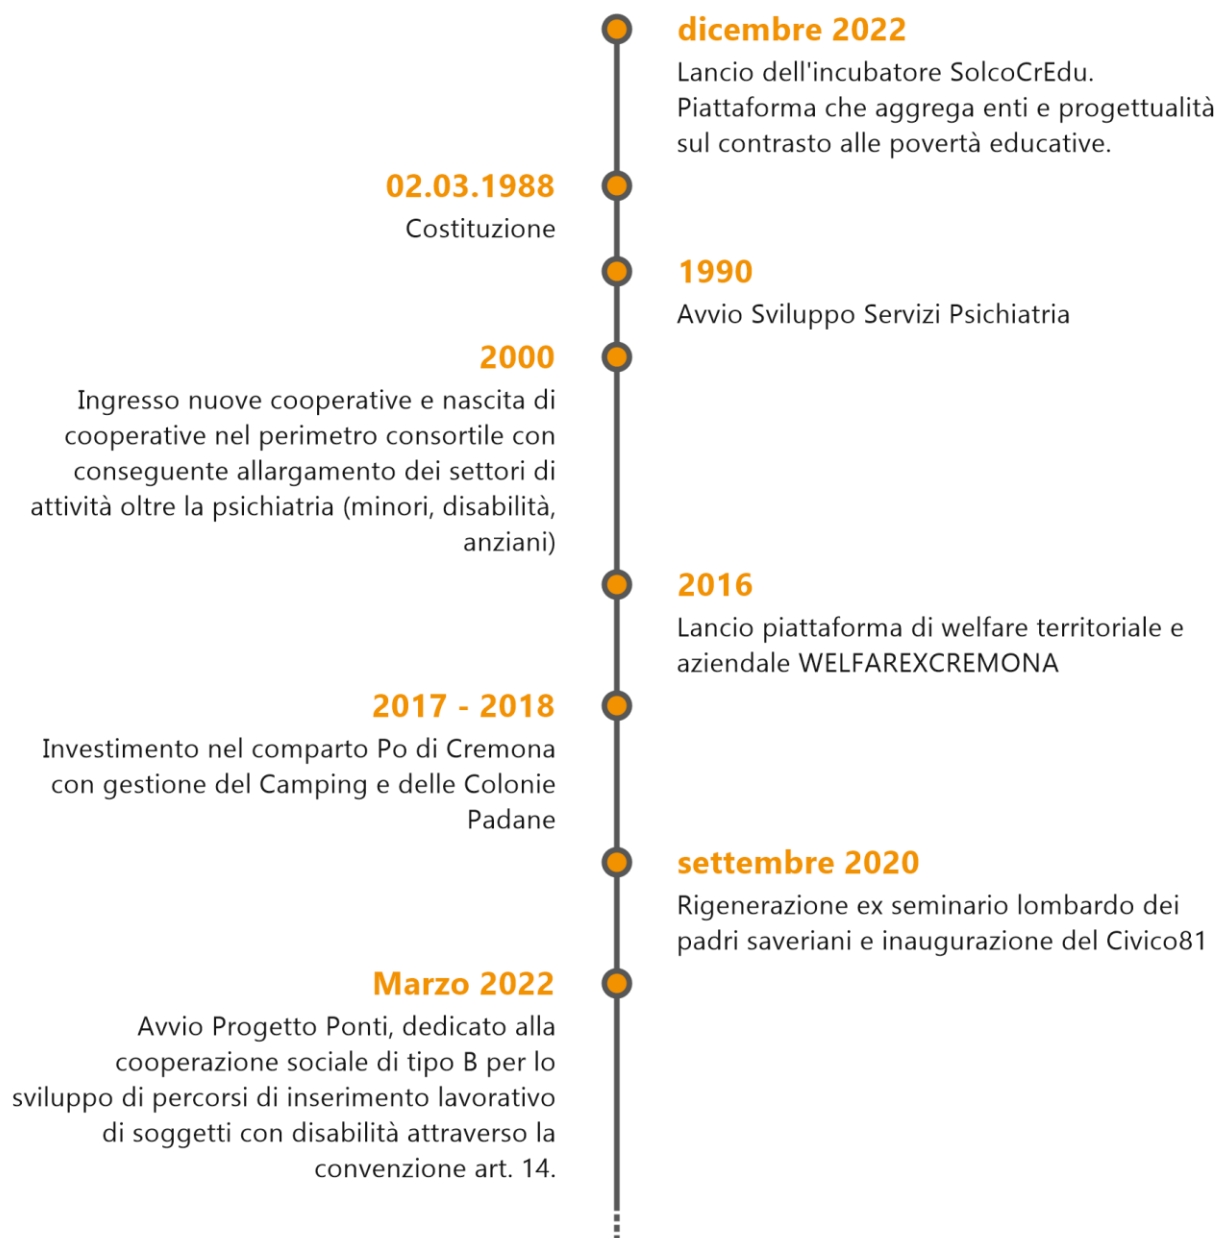 dicembre 2022
Lancio dell'incubatore SolcoCrEdu.
Piattaforma che aggrega enti e progettualità
sul contrasto alle povertà educative.
02.03.1988
Costituzione
1990
Avvio Sviluppo Servizi Psichiatria
2000
Ingresso nuove cooperative e nascita di
cooperative nel perimetro consortile con
conseguente allargamento dei settori di
attività oltre la psichiatria (minori, disabilità,
anziani)
2016
Lancio piattaforma di welfare territoriale e
aziendale WELFAREXCREMONA
2017 - 2018
Investimento nel comparto Po di Cremona
con gestione del Camping e delle Colonie
Padane
settembre 2020
Rigenerazione ex seminario lombardo dei
padri saveriani e inaugurazione del Civico81
Marzo 2022
Avvio Progetto Ponti, dedicato alla
cooperazione sociale di tipo B per lo
sviluppo di percorsi di inserimento lavorativo
di soggetti con disabilità attraverso la
convenzione art. 14.